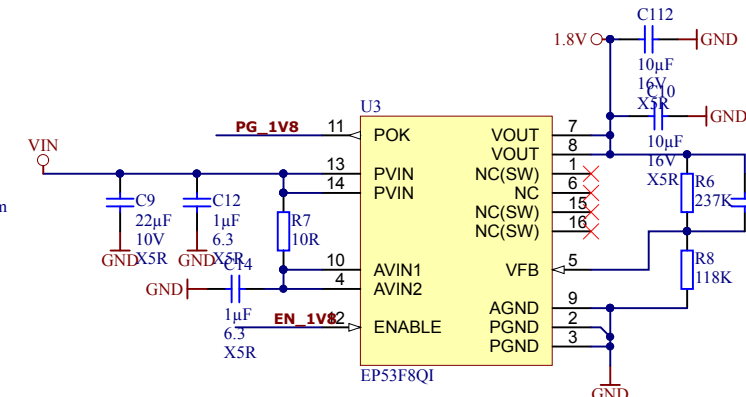 C112
1.8V
GND
10µF
16V
X5R
C10
GND
10µF
16V
X5R
U3
PG_1V8
11
POK
VOUT
7
VOUT
8
VIN
13
PVIN
NC(SW)
1
14
PVIN
NC
6
NC(SW)
15
NC(SW)
16
R6
237K
m
C9
22µF
10V
X5R
GND
C12
1µF
6.3
X5R
GND
R7
10R
10
AVIN1
VFB
5
R8
118K
C14
GND
4
AVIN2
1µF
6.3
X5R
AGND
9
EN_1V8
12
ENABLE
PGND
2
PGND
3
EP53F8QI
GND